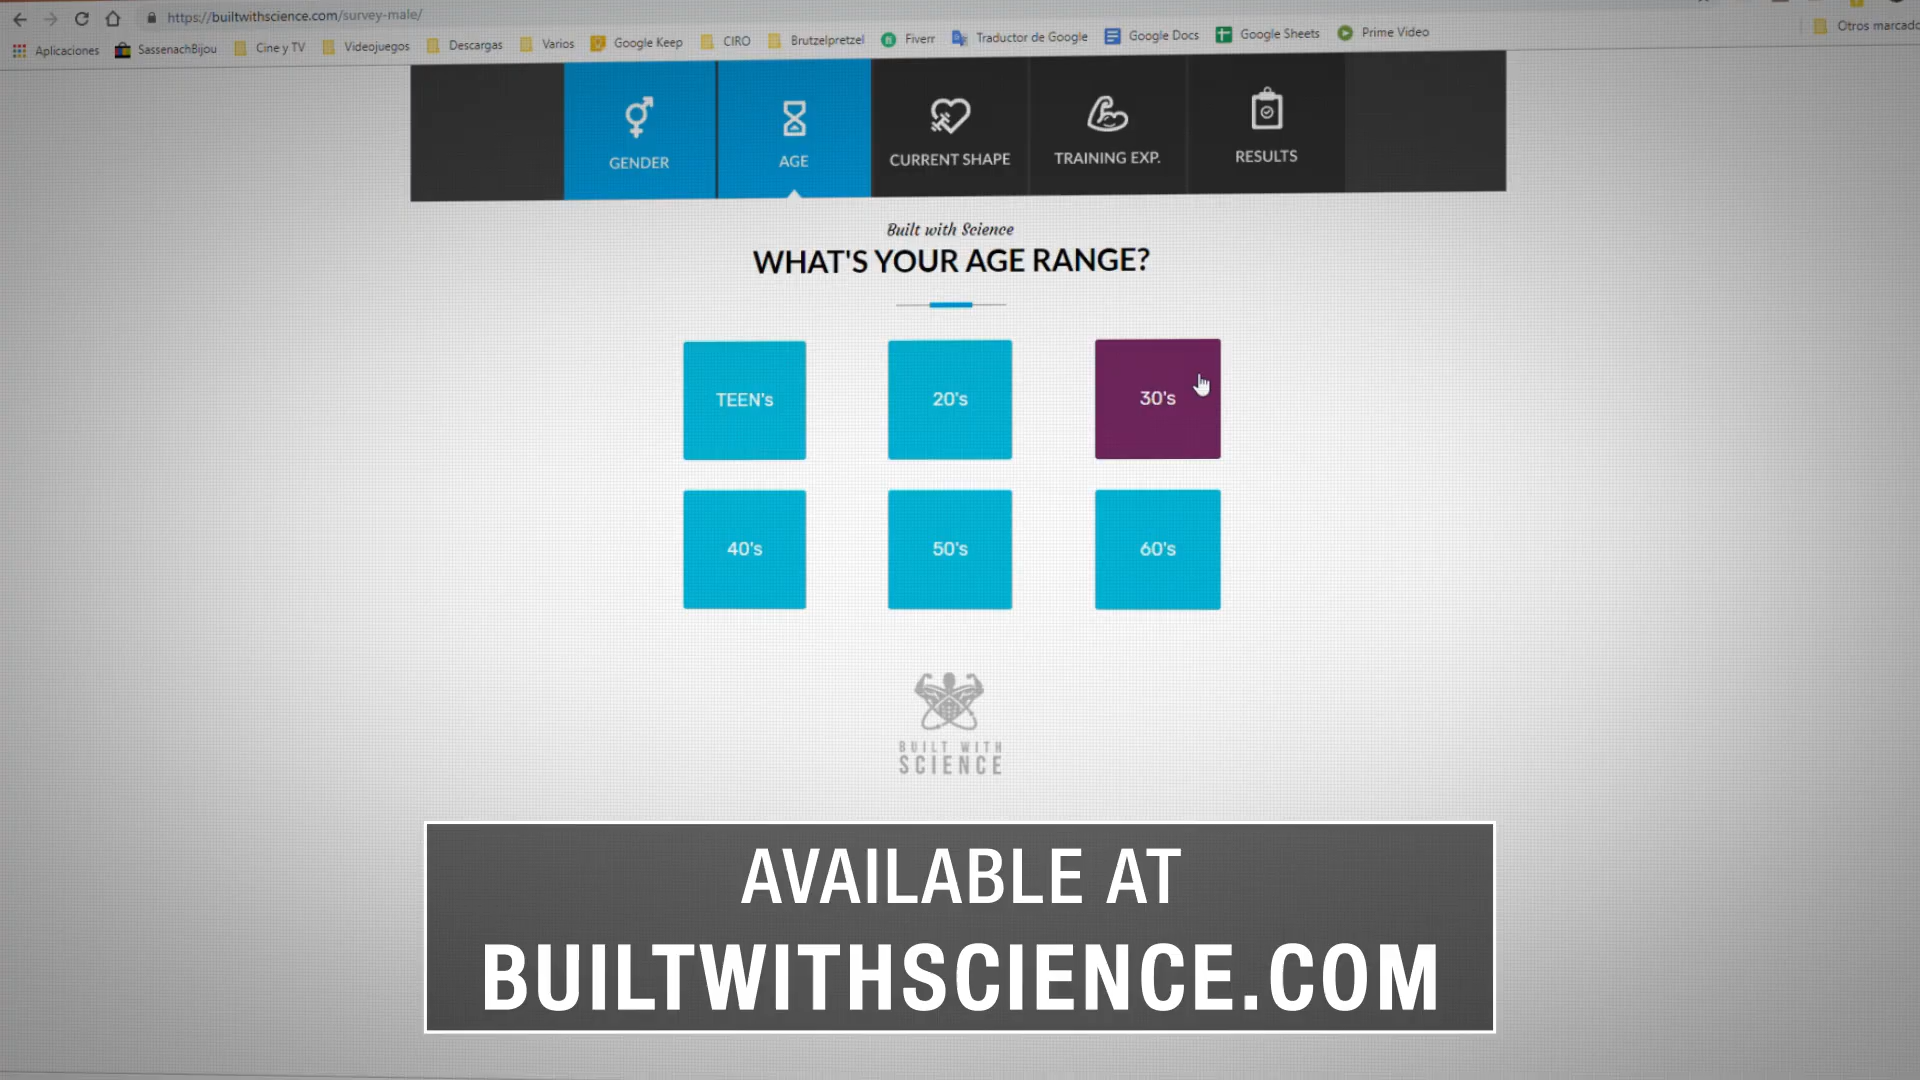 https://builtwithscience.com/survey-male/
Aplicaciones SassenachBijou Cine y TV Videojuegos Descargas Varios Google Keep CIRO Brutzelpretzel Fiverr Traductor de Google Google Docs Google Sheets Prime Video Otros marcado
GENDER AGE CURRENT SHAPE TRAINING EXP. RESULTS
Built with Science
WHAT'S YOUR AGE RANGE?
TEEN's 20's 30's
40's 50's 60's
BUILT WITH
SCIENCE
AVAILABLE AT
BUILTWITHSCIENCE.COM